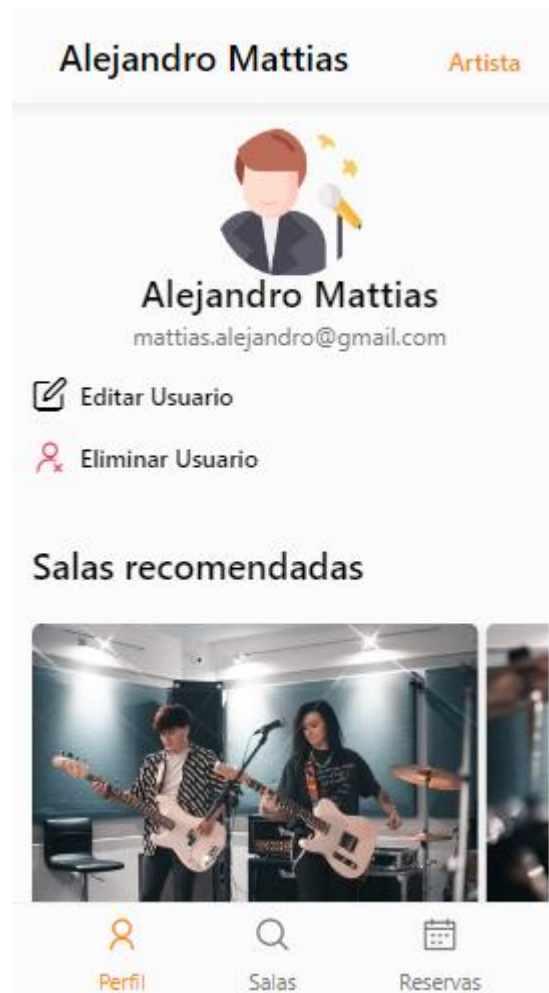 Alejandro Mattias
Artista
Alejandro Mattias
mattias.alejandro@gmail.com
Editar Usuario
Eliminar Usuario
Salas recomendadas
Perfil
Salas
Reservas